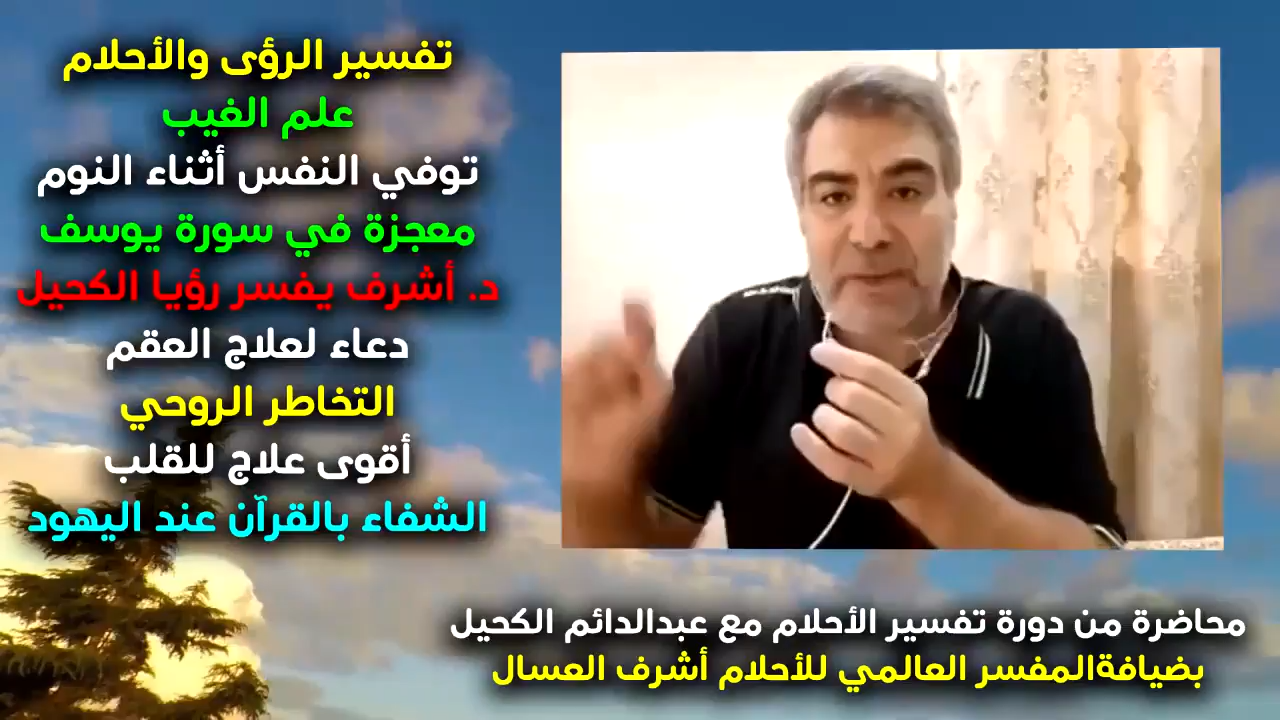 تفسير الرؤى والأحلام
علم الغيب
توفي النفس أثناء النوم
معجزة في سورة يوسف
د. أشرف يفسر رؤيا الكحيل
دعاء لعلاج العقم
التخاطر الروحي
أقوى علاج للقلب
الشفاء بالقرآن عند اليهود
محاضرة من دورة تفسير الأحلام مع عبدالدائم الكحيل
بضيافةالمفسر العالمي للأحلام أشرف العسال